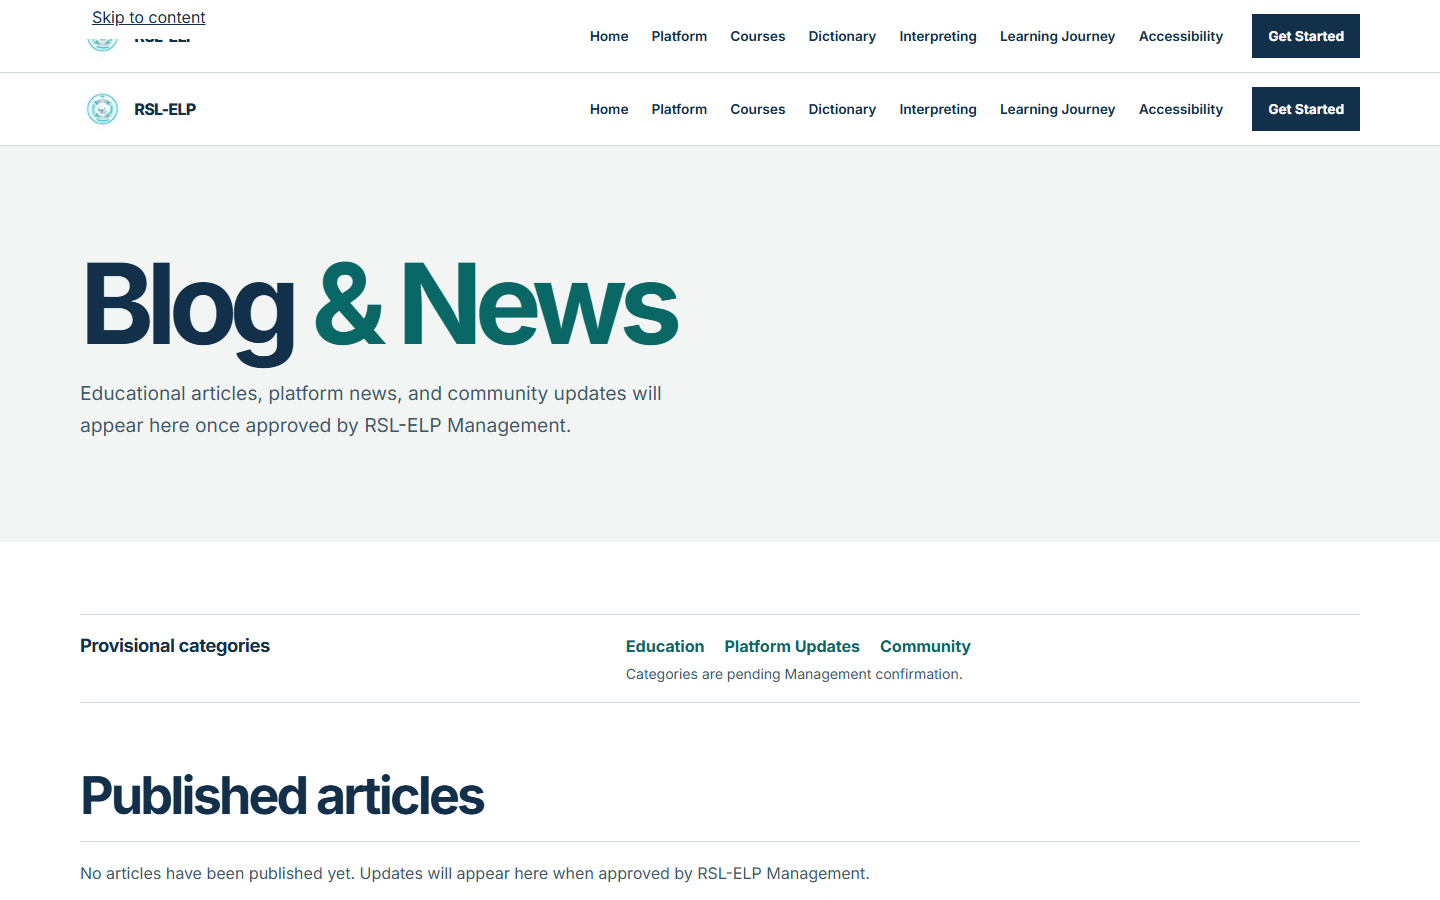 Skip to content
Home Platform Courses Dictionary Interpreting Learning Journey Accessibility Get Started
RSL-ELP Home Platform Courses Dictionary Interpreting Learning Journey Accessibility Get Started
Blog & News
Educational articles, platform news, and community updates will
appear here once approved by RSL-ELP Management.
Provisional categories
Education Platform Updates Community
Categories are pending Management confirmation.
Published articles
No articles have been published yet. Updates will appear here when approved by RSL-ELP Management.